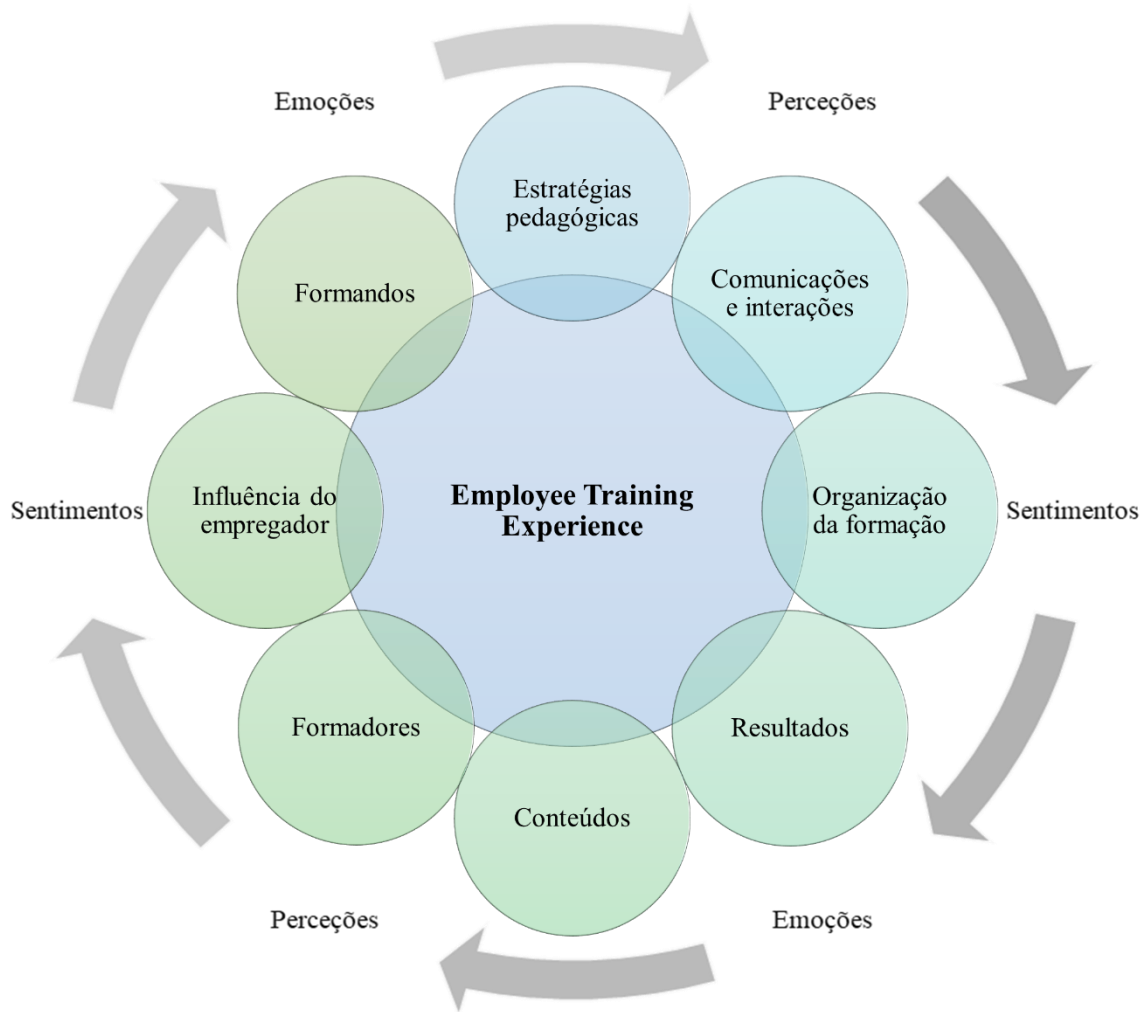 Emoções
Perceções
Estratégias
pedagógicas
Formandos
Comunicações
e interações
Sentimentos
Influência do
empregador
Employee Training
Experience
Organização
da formação
Sentimentos
Formadores
Resultados
Conteúdos
Perceções
Emoções